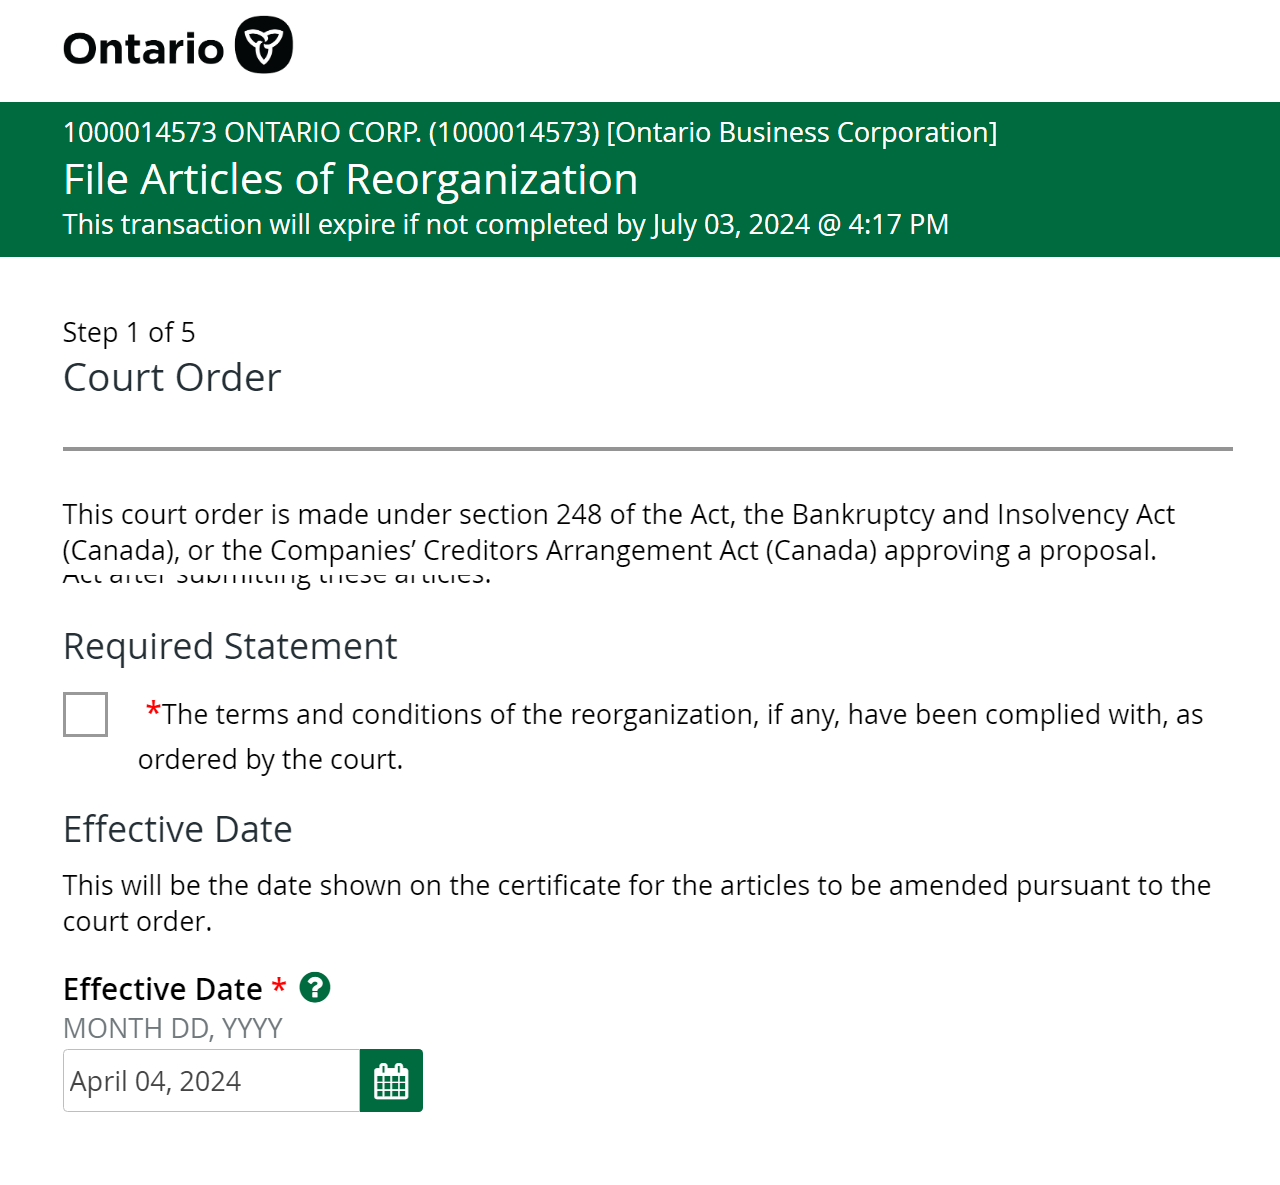 Ontario
1000014573 ONTARIO CORP. (1000014573) [Ontario Business Corporation]
File Articles of Reorganization
This transaction will expire if not completed by July 03, 2024 @ 4:17 PM
Step 1 of 5
Court Order
This court order is made under section 248 of the Act, the Bankruptcy and Insolvency Act
(Canada), or the Companies’ Creditors Arrangement Act (Canada) approving a proposal.
Act after submitting these articles.
Required Statement
*The terms and conditions of the reorganization, if any, have been complied with, as
ordered by the court.
Effective Date
This will be the date shown on the certificate for the articles to be amended pursuant to the
court order.
Effective Date * ?
MONTH DD, YYYY
April 04, 2024